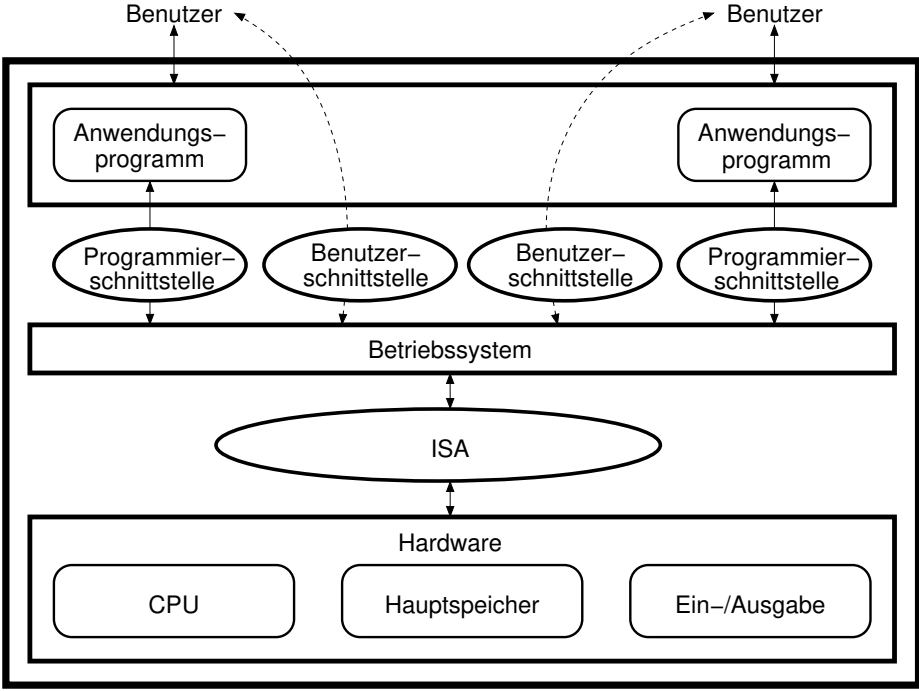 Benutzer
Benutzer
Anwendungs–
programm
Anwendungs–
programm
Programmier–
schnittstelle
Benutzer–
schnittstelle
Benutzer–
schnittstelle
Programmier–
schnittstelle
Betriebssystem
ISA
Hardware
CPU
Hauptspeicher
Ein–/Ausgabe